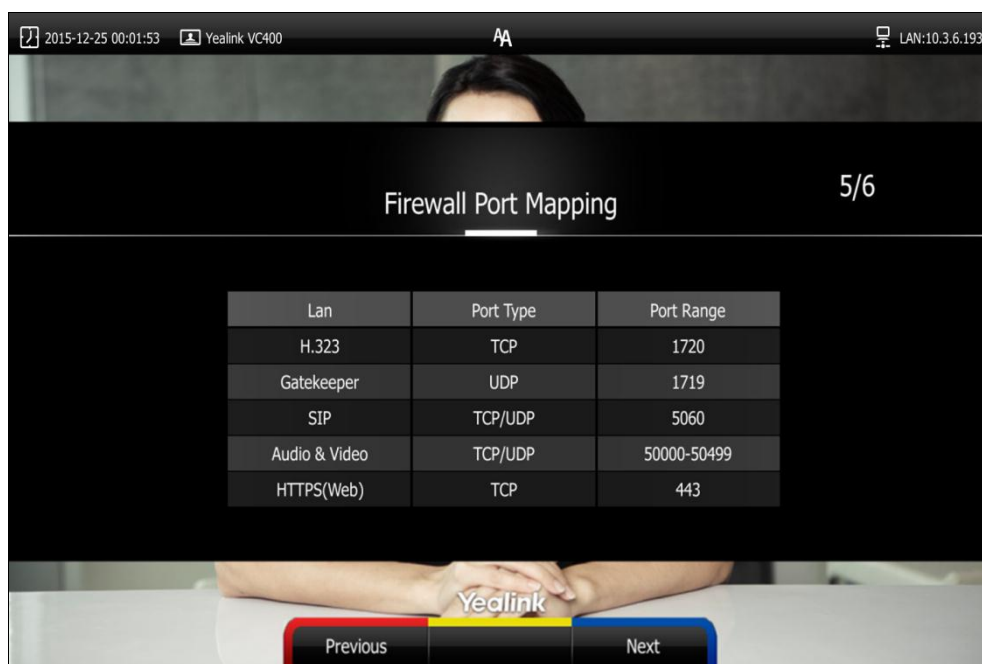 2015-12-25 00:01:53 Yealink VC400 AA LAN:10.3.6.193
5/6
Firewall Port Mapping
Lan Port Type Port Range
H.323 TCP 1720
Gatekeeper UDP 1719
SIP TCP/UDP 5060
Audio & Video TCP/UDP 50000-50499
HTTPS(Web) TCP 443
Yealink
Previous Next